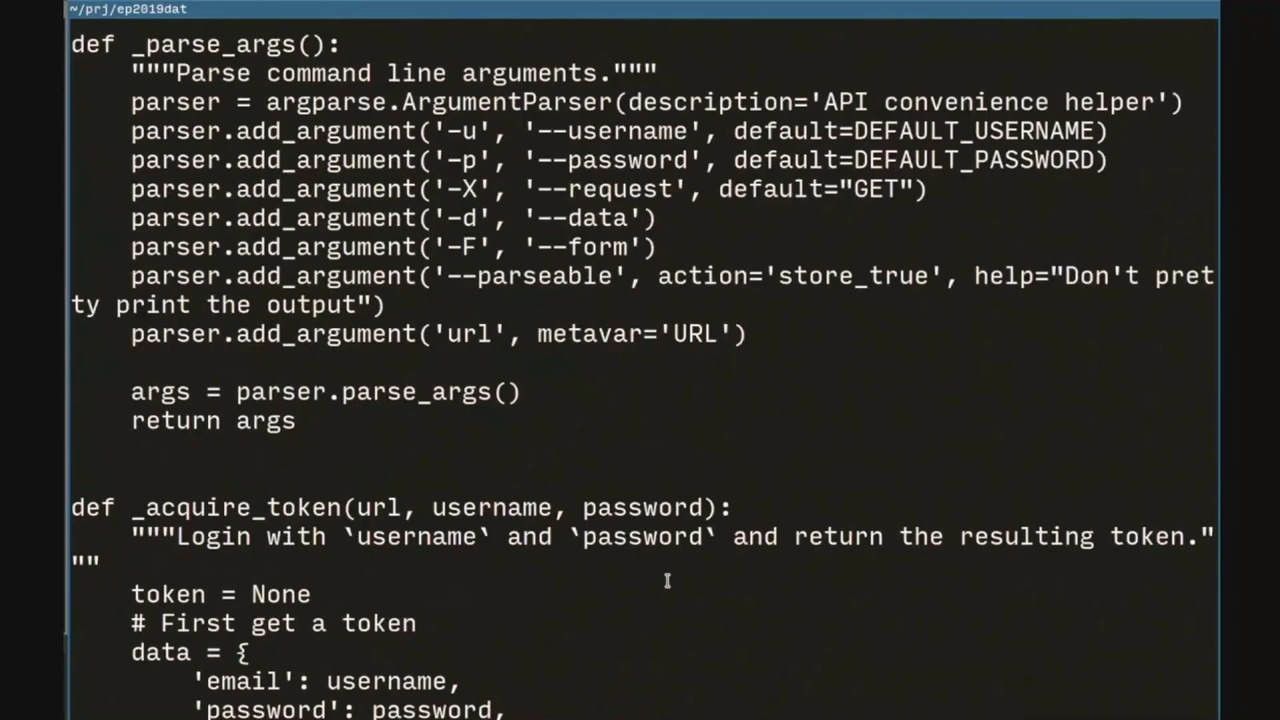 ~/prj/ep2019dat
def _parse_args():
    """Parse command line arguments."""
    parser = argparse.ArgumentParser(description='API convenience helper')
    parser.add_argument('-u', '--username', default=DEFAULT_USERNAME)
    parser.add_argument('-p', '--password', default=DEFAULT_PASSWORD)
    parser.add_argument('-X', '--request', default="GET")
    parser.add_argument('-d', '--data')
    parser.add_argument('-F', '--form')
    parser.add_argument('--parseable', action='store_true', help="Don't pret
ty print the output")
    parser.add_argument('url', metavar='URL')
    args = parser.parse_args()
    return args
def _acquire_token(url, username, password):
    """Login with `username` and `password` and return the resulting token."
""
    token = None
    # First get a token
    data = {
        'email': username,
        'password': password,